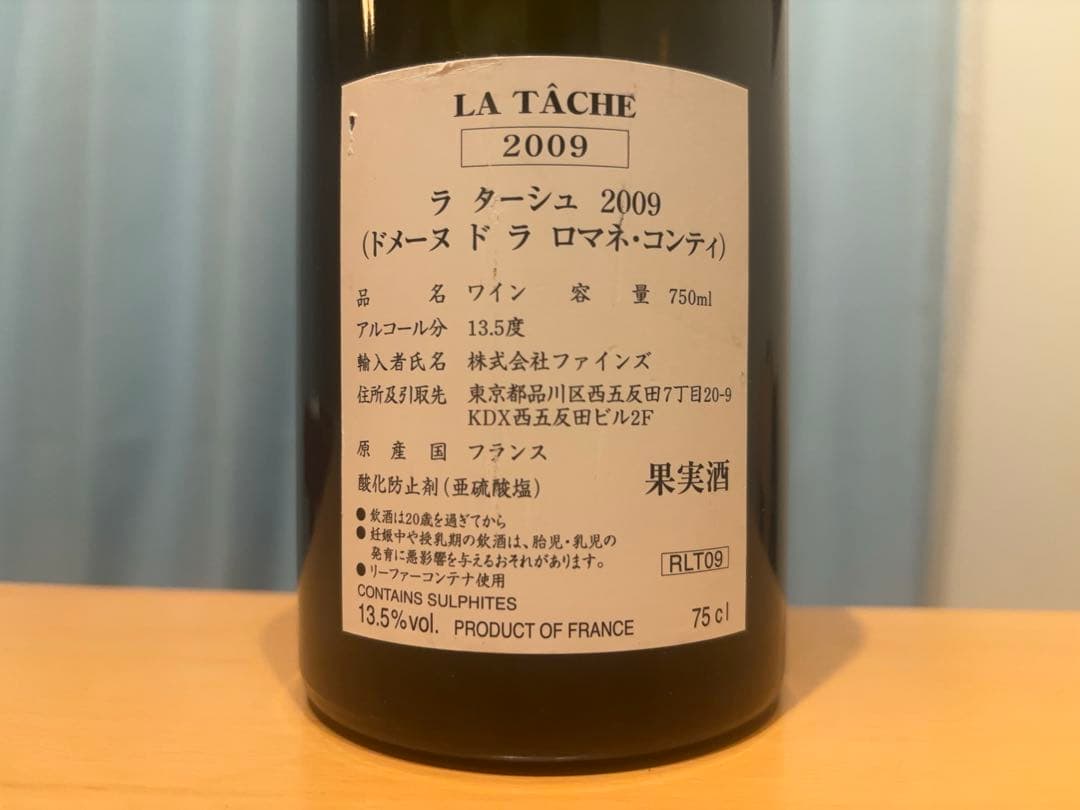 LA TÂCHE
2009
ラ ターシュ 2009
(ドメーヌ ド ラ ロマネ・コンティ)
品名 ワイン 容量 750ml
アルコール分 13.5度
輸入者氏名 株式会社ファインズ
住所及引取先 東京都品川区西五反田7丁目20-9
KDX西五反田ビル2F
原産国 フランス
酸化防止剤(亜硫酸塩)
果実酒
●飲酒は20歳を過ぎてから
●妊娠中や授乳期の飲酒は、胎児・乳児の
発育に悪影響を与えるおそれがあります。
●リーファーコンテナ使用
RLT09
CONTAINS SULPHITES
13.5%vol. PRODUCT OF FRANCE 75cl